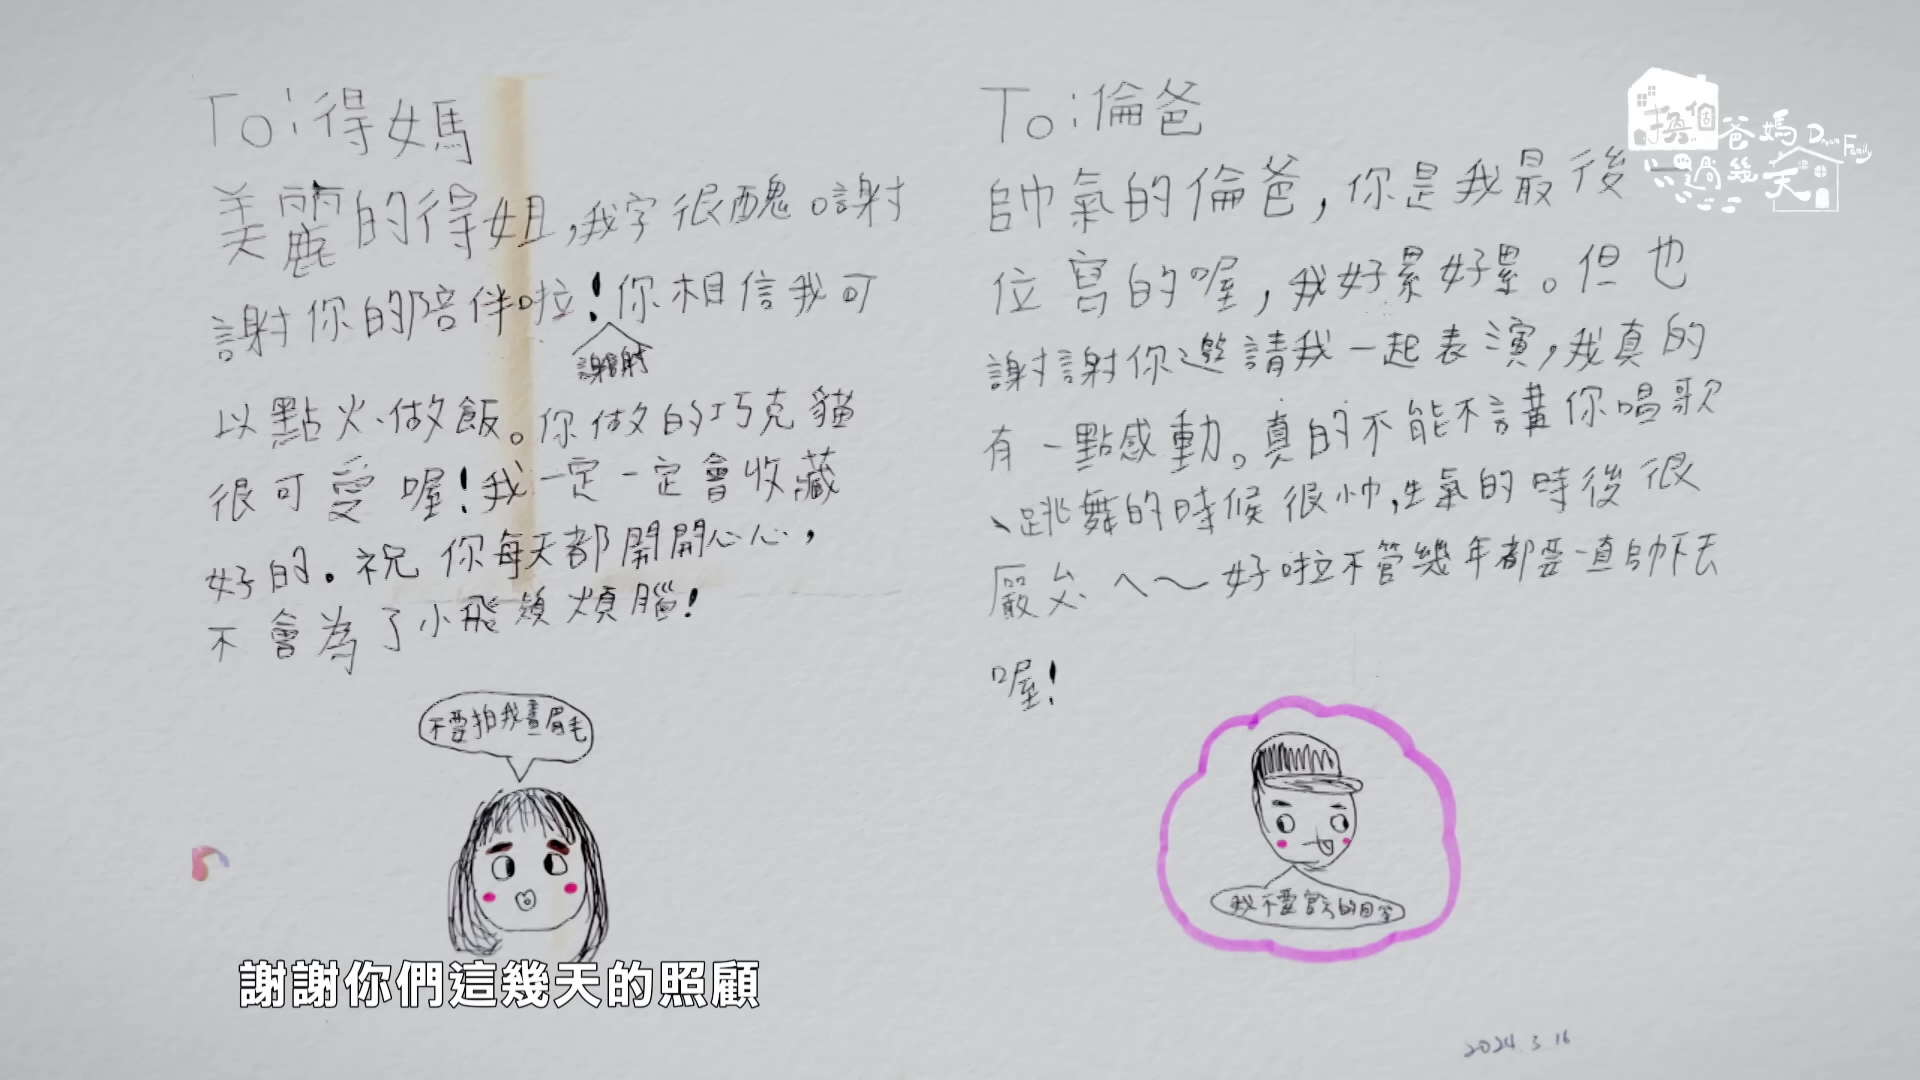 To:得媽
美麗的得姐,我字很醜。謝
謝你的陪伴啦!你相信我可
謝謝
以點火、做飯。你做的巧克貓
很可愛喔!我一定一定會收藏
好的。祝你每天都開開心心,
不會為了小飛煩腦!
不要拍我畫眉毛
To:倫爸
帥氣的倫爸,你是我最後一
位寫的喔,我好累好累。但也
謝謝你邀請我一起表演,我真的
有一點感動。真的不能不講你唱歌
、跳舞的時候很帥,生氣的時後很
嚴 ㄟ~好啦不管幾年都要一直帥下去
喔!
我不要
2024.3.16
換個爸媽過幾天
Dream Family
謝謝你們這幾天的照顧